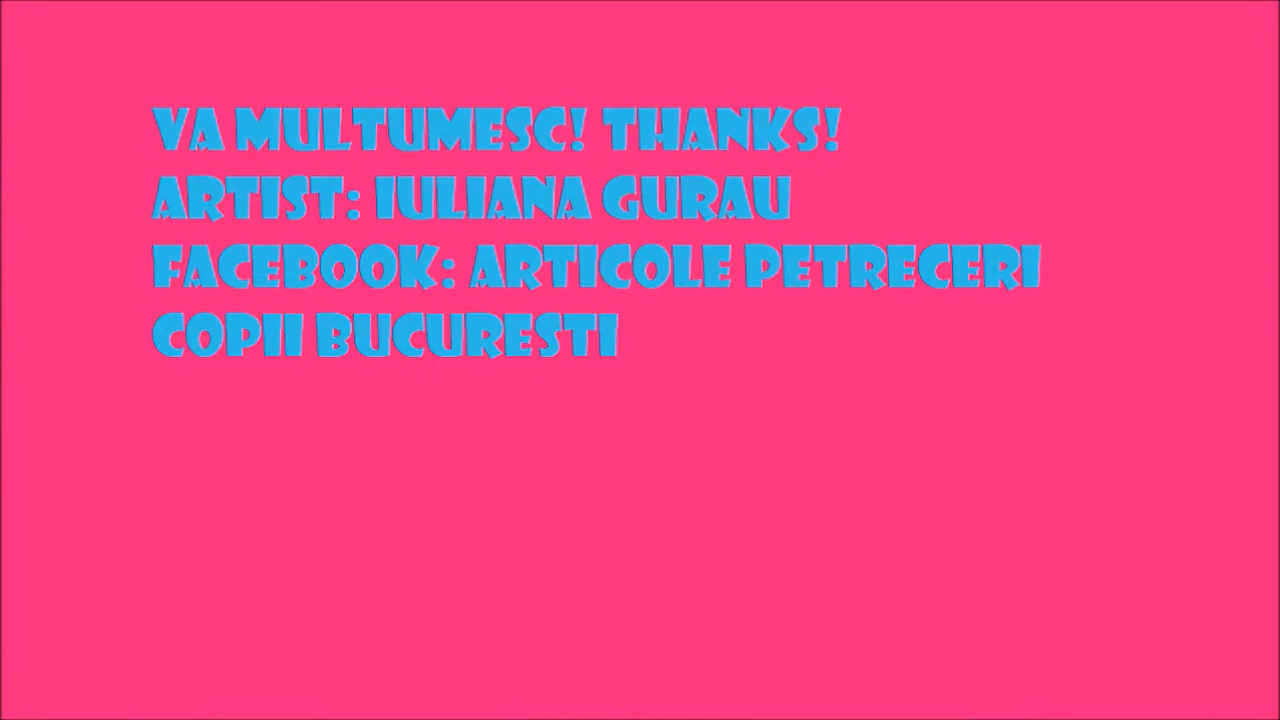 VA MULTUMESC! THANKS!
ARTIST: IULIANA GURAU
FACEBOOK: ARTICOLE PETRECERI
COPII BUCURESTI